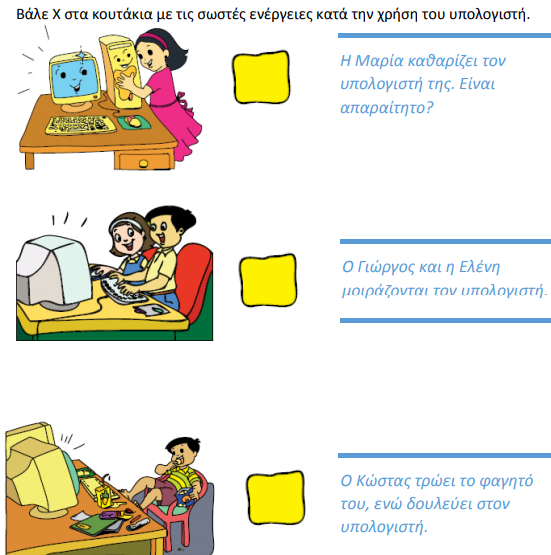 Βάλε Χ στα κουτάκια με τις σωστές ενέργειες κατά την χρήση του υπολογιστή.
Η Μαρία καθαρίζει τον
υπολογιστή της. Είναι
απαραίτητο?
Ο Γιώργος και η Ελένη
μοιράζονται τον υπολογιστή.
Ο Κώστας τρώει το φαγητό
του, ενώ δουλεύει στον
υπολογιστή.